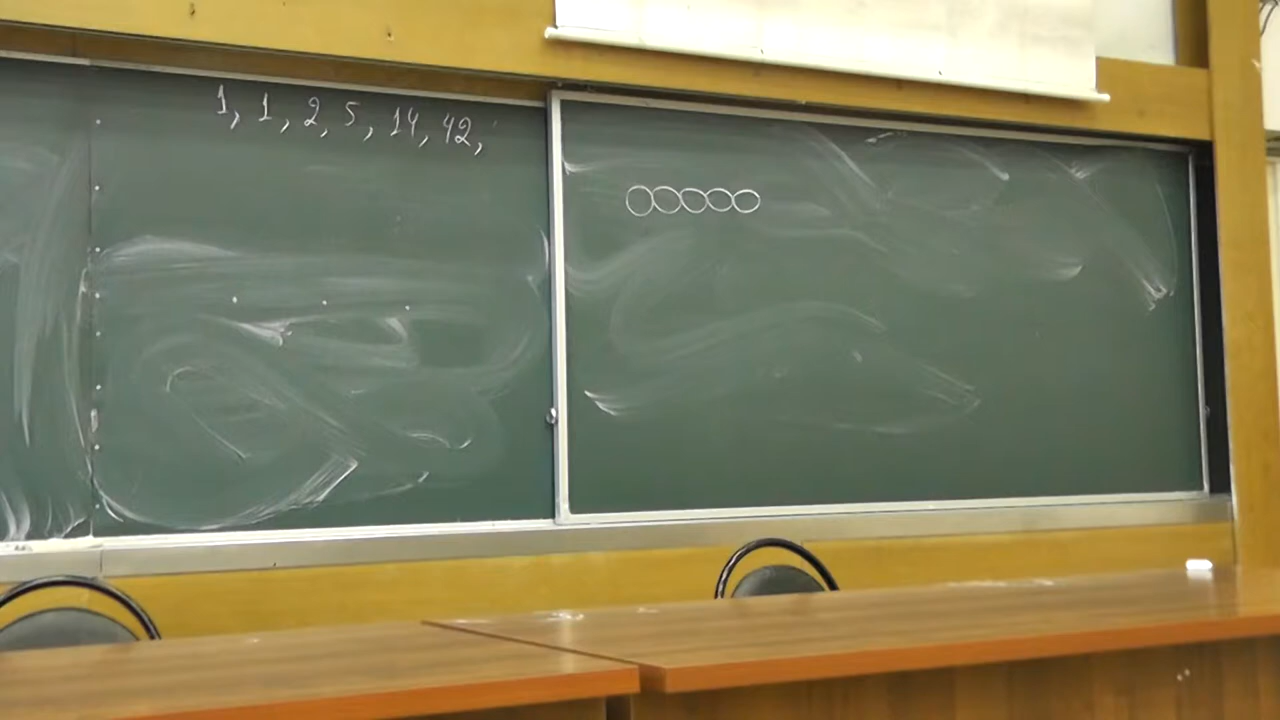 1, 1, 2, 5, 14, 42,